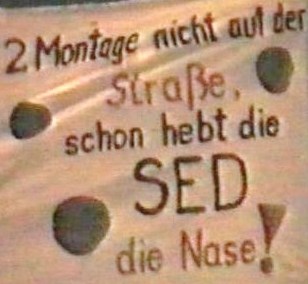 2 Montage nicht auf der
Straße,
schon hebt die
SED
die Nase!